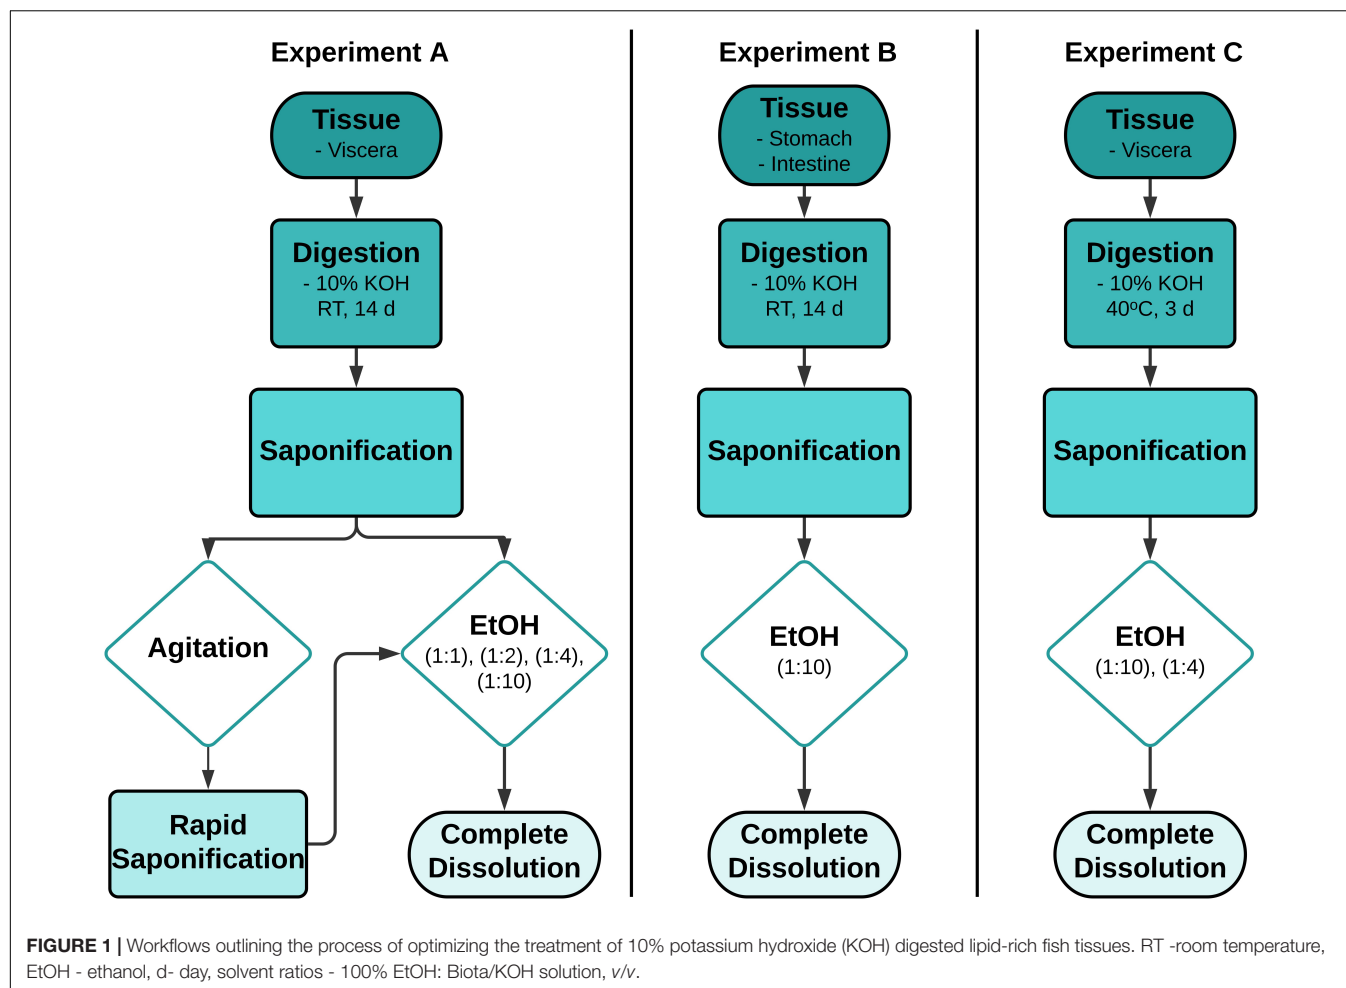 Experiment A
Tissue
- Viscera
Digestion
- 10% KOH
RT, 14 d
Saponification
Agitation
EtOH
(1:1), (1:2), (1:4),
(1:10)
Rapid
Saponification
Complete
Dissolution
Experiment B
Tissue
- Stomach
- Intestine
Digestion
- 10% KOH
RT, 14 d
Saponification
EtOH
(1:10)
Complete
Dissolution
Experiment C
Tissue
- Viscera
Digestion
- 10% KOH
40ºC, 3 d
Saponification
EtOH
(1:10), (1:4)
Complete
Dissolution
FIGURE 1 | Workflows outlining the process of optimizing the treatment of 10% potassium hydroxide (KOH) digested lipid-rich fish tissues. RT -room temperature,
EtOH - ethanol, d- day, solvent ratios - 100% EtOH: Biota/KOH solution, v/v.